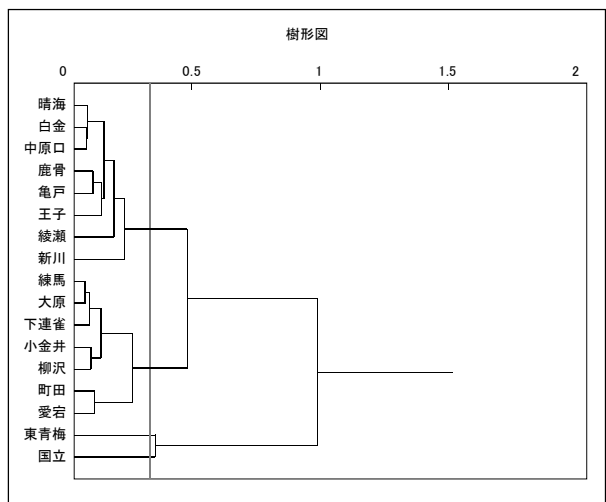 樹形図
0 0.5 1 1.5 2
晴海
白金
中原口
鹿骨
亀戸
王子
綾瀬
新川
練馬
大原
下連雀
小金井
柳沢
町田
愛宕
東青梅
国立